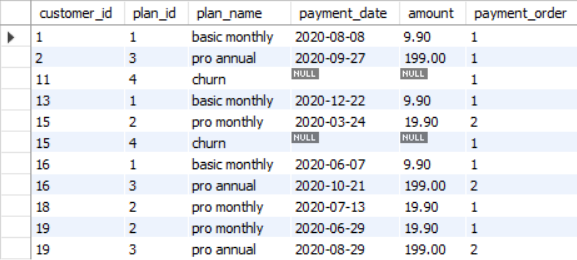 customer_id plan_id plan_name payment_date amount payment_order
1 1 basic monthly 2020-08-08 9.90 1
2 3 pro annual 2020-09-27 199.00 1
11 4 churn NULL NULL 1
13 1 basic monthly 2020-12-22 9.90 1
15 2 pro monthly 2020-03-24 19.90 2
15 4 churn NULL NULL 1
16 1 basic monthly 2020-06-07 9.90 1
16 3 pro annual 2020-10-21 199.00 2
18 2 pro monthly 2020-07-13 19.90 1
19 2 pro monthly 2020-06-29 19.90 1
19 3 pro annual 2020-08-29 199.00 2